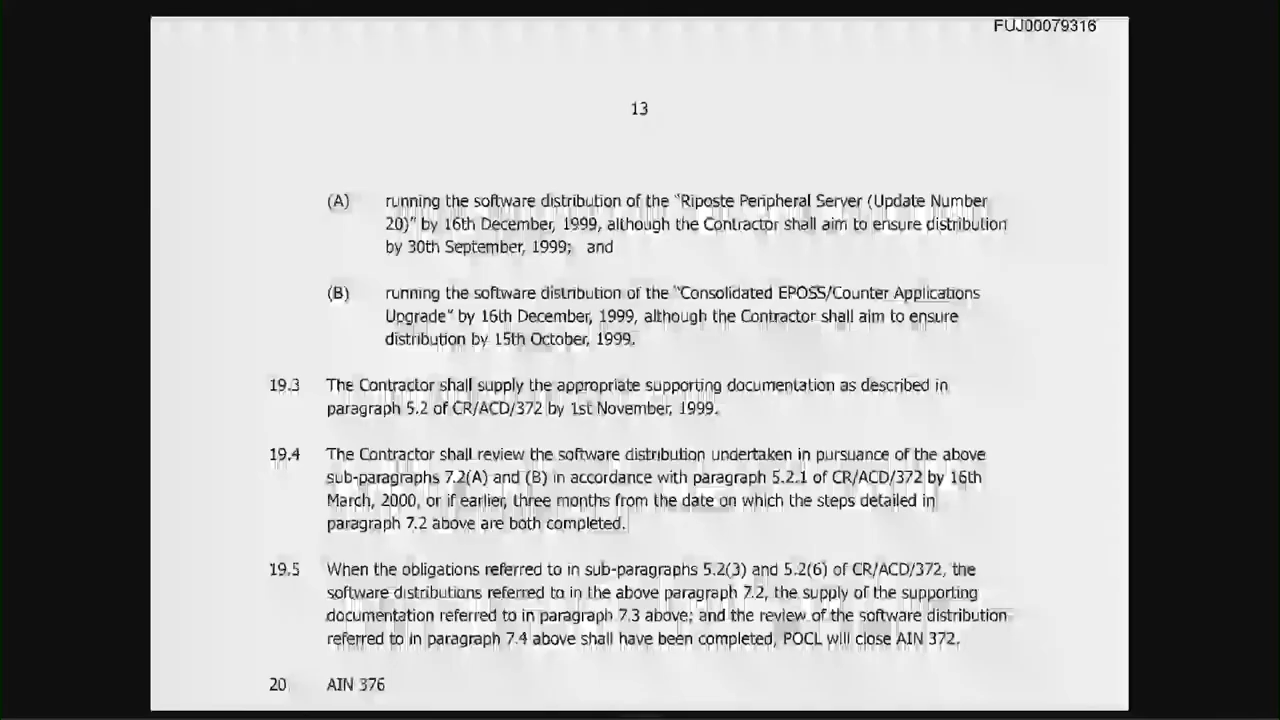 FUJ00079316
13
(A) running the software distribution of the "Riposte Peripheral Server (Update Number
20)" by 16th December, 1999, although the Contractor shall aim to ensure distribution
by 30th September, 1999; and
(B) running the software distribution of the "Consolidated EPOSS/Counter Applications
Upgrade" by 16th December, 1999, although the Contractor shall aim to ensure
distribution by 15th October, 1999.
19.3 The Contractor shall supply the appropriate supporting documentation as described in
paragraph 5.2 of CR/ACD/372 by 1st November, 1999.
19.4 The Contractor shall review the software distribution undertaken in pursuance of the above
sub-paragraphs 7.2(A) and (B) in accordance with paragraph 5.2.1 of CR/ACD/372 by 16th
March, 2000, or if earlier, three months from the date on which the steps detailed in
paragraph 7.2 above are both completed.
19.5 When the obligations referred to in sub-paragraphs 5.2(3) and 5.2(6) of CR/ACD/372, the
software distributions referred to in the above paragraph 7.2, the supply of the supporting
documentation referred to in paragraph 7.3 above; and the review of the software distribution
referred to in paragraph 7.4 above shall have been completed, POCL will close AIN 372.
20 AIN 376